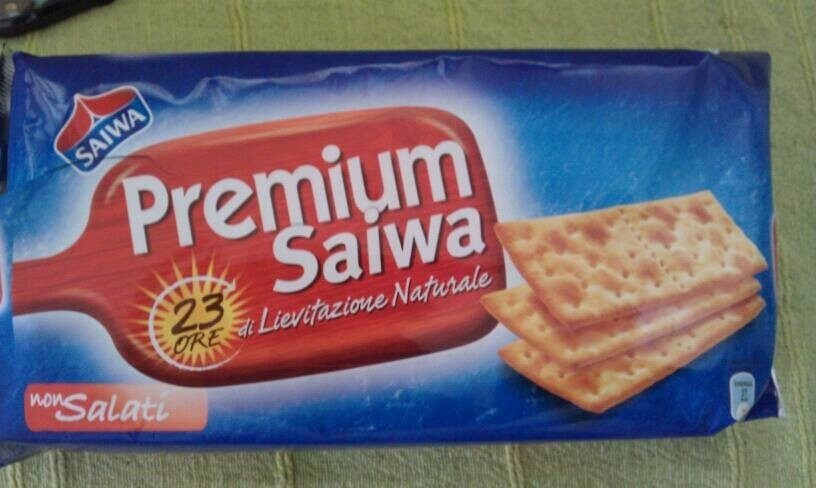 SAIWA
Premium
Saiwa
23
ORE
di Lievitazione Naturale
non Salati